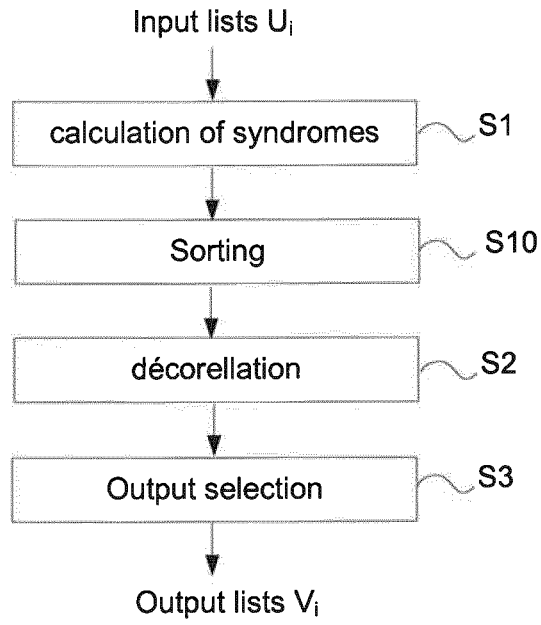 Input lists Uᵢ
calculation of syndromes S1
Sorting S10
décorellation S2
Output selection S3
Output lists Vᵢ